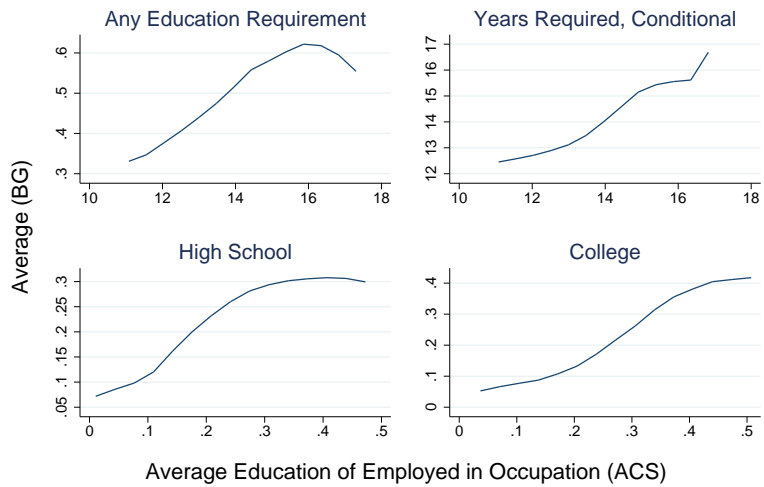 Any Education Requirement
Years Required, Conditional
.6
.5
.4
.3
10 12 14 16 18
17
16
15
14
13
12
10 12 14 16 18
Average (BG)
High School
College
.3
.25
.2
.15
.1
.05
0 .1 .2 .3 .4 .5
.4
.3
.2
.1
0
0 .1 .2 .3 .4 .5
Average Education of Employed in Occupation (ACS)